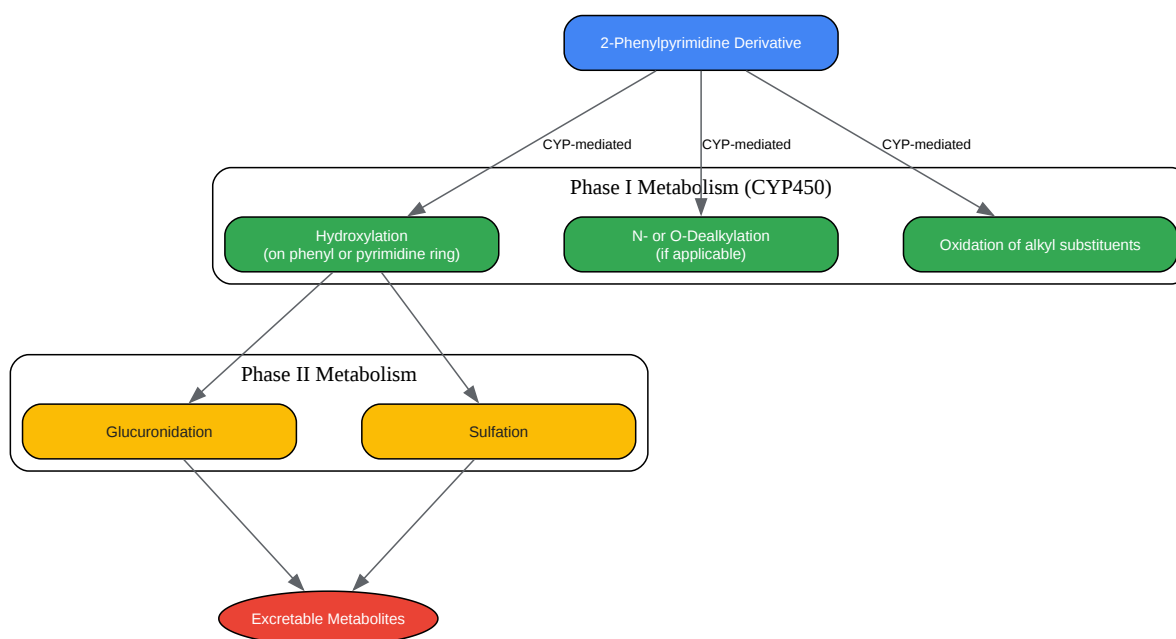 2-Phenylpyrimidine Derivative
CYP-mediated
CYP-mediated
CYP-mediated
Phase I Metabolism (CYP450)
Hydroxylation
(on phenyl or pyrimidine ring)
N- or O-Dealkylation
(if applicable)
Oxidation of alkyl substituents
Phase II Metabolism
Glucuronidation
Sulfation
Excretable Metabolites